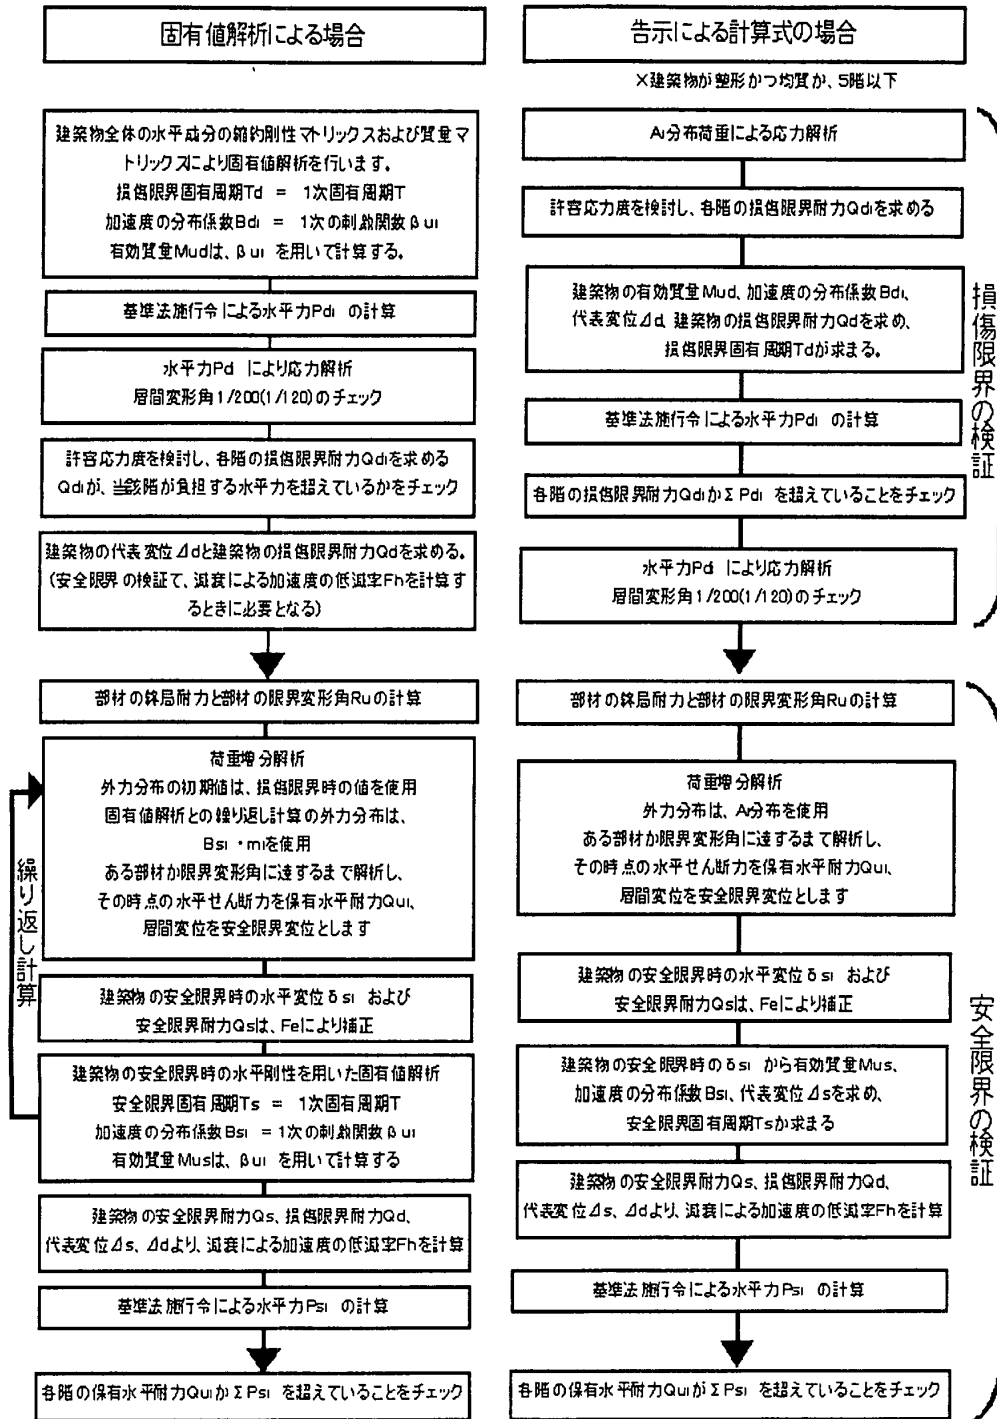 固有値解析による場合
建築物全体の水平成分の縮約剛性マトリックスおよび質量マ
トリックスにより固有値解析を行います。
損傷限界固有周期Td = 1次固有周期T
加速度の分布係数Bdi = 1次の刺激関数βui
有効質量Mudは、βui を用いて計算する。
基準法施行令による水平力Pdi の計算
水平力Pd により応力解析
層間変形角1/200(1/120)のチェック
許容応力度を検討し、各階の損傷限界耐力Qdiを求める
Qdiが、当該階が負担する水平力を超えているかをチェック
建築物の代表変位Δdと建築物の損傷限界耐力Qdを求める。
(安全限界の検証で、減衰による加速度の低減率Fhを計算す
るときに必要となる)
部材の終局耐力と部材の限界変形角Ruの計算
荷重増分解析
外力分布の初期値は、損傷限界時の値を使用
固有値解析との繰り返し計算の外力分布は、
Bsi・miを使用
ある部材が限界変形角に達するまで解析し、
その時点の水平せん断力を保有水平耐力Qui、
層間変位を安全限界変位とします
繰り返し計算
建築物の安全限界時の水平変位δsi および
安全限界耐力Qsは、Feにより補正
建築物の安全限界時の水平剛性を用いた固有値解析
安全限界固有周期Ts = 1次固有周期T
加速度の分布係数Bsi = 1次の刺激関数βui
有効質量Musは、βui を用いて計算する
建築物の安全限界耐力Qs、損傷限界耐力Qd、
代表変位Δs、Δdより、減衰による加速度の低減率Fhを計算
基準法施行令による水平力Psi の計算
各階の保有水平耐力QuiがΣPsi を超えていることをチェック
告示による計算式の場合
×建築物が整形かつ均質か、5階以下
Ai分布荷重による応力解析
許容応力度を検討し、各階の損傷限界耐力Qdiを求める
建築物の有効質量Mud、加速度の分布係数Bdi、
代表変位Δd、建築物の損傷限界耐力Qdを求め、
損傷限界固有周期Tdが求まる。
基準法施行令による水平力Pdi の計算
各階の損傷限界耐力QdiがΣPdi を超えていることをチェック
水平力Pd により応力解析
層間変形角1/200(1/120)のチェック
損傷限界の検証
部材の終局耐力と部材の限界変形角Ruの計算
荷重増分解析
外力分布は、Ai分布を使用
ある部材が限界変形角に達するまで解析し、
その時点の水平せん断力を保有水平耐力Qui、
層間変位を安全限界変位とします
建築物の安全限界時の水平変位δsi および
安全限界耐力Qsは、Feにより補正
建築物の安全限界時のδsi から有効質量Mus、
加速度の分布係数Bsi、代表変位Δsを求め、
安全限界固有周期Tsが求まる
建築物の安全限界耐力Qs、損傷限界耐力Qd、
代表変位Δs、Δdより、減衰による加速度の低減率Fhを計算
基準法施行令による水平力Psi の計算
各階の保有水平耐力QuiがΣPsi を超えていることをチェック
安全限界の検証